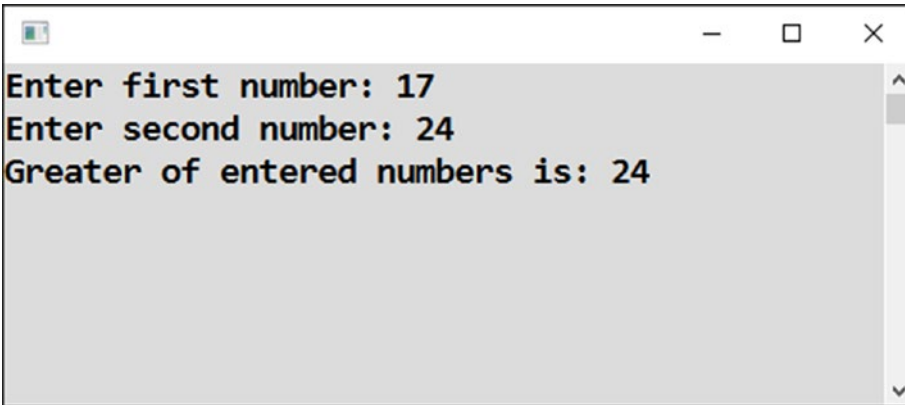 Enter first number: 17
Enter second number: 24
Greater of entered numbers is: 24